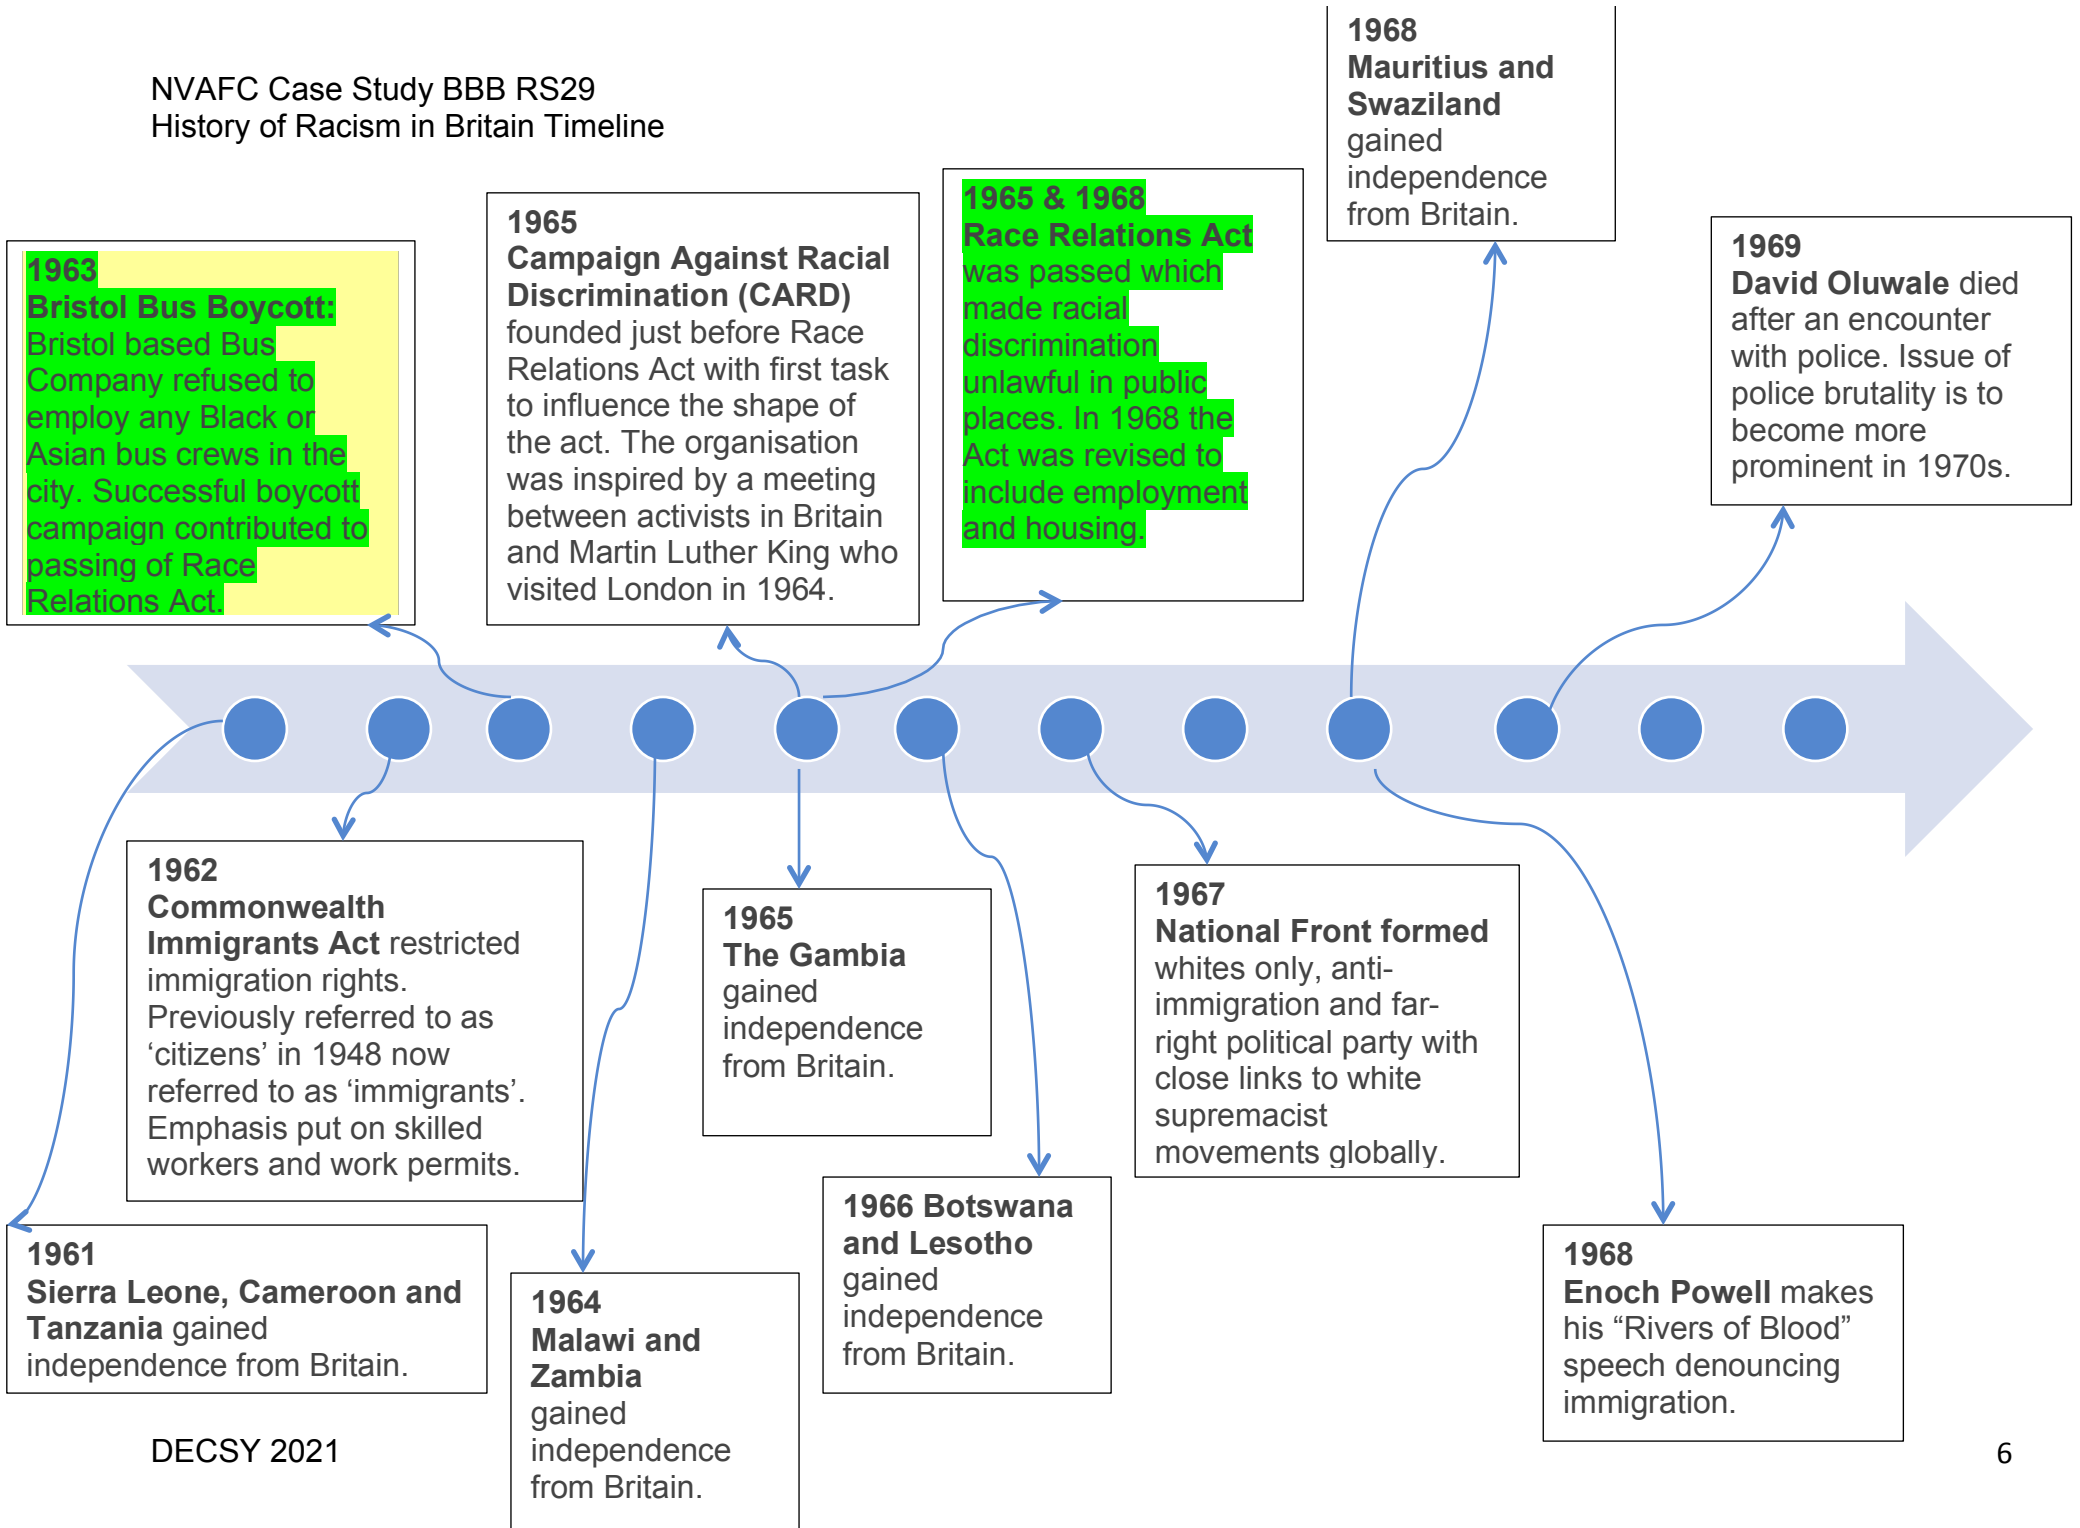 NVAFC Case Study BBB RS29
History of Racism in Britain Timeline
1963
Bristol Bus Boycott:
Bristol based Bus
Company refused to
employ any Black or
Asian bus crews in the
city. Successful boycott
campaign contributed to
passing of Race
Relations Act.
1965
Campaign Against Racial
Discrimination (CARD)
founded just before Race
Relations Act with first task
to influence the shape of
the act. The organisation
was inspired by a meeting
between activists in Britain
and Martin Luther King who
visited London in 1964.
1965 & 1968
Race Relations Act
was passed which
made racial
discrimination
unlawful in public
places. In 1968 the
Act was revised to
include employment
and housing.
1968
Mauritius and
Swaziland
gained
independence
from Britain.
1969
David Oluwale died
after an encounter
with police. Issue of
police brutality is to
become more
prominent in 1970s.
1961
Sierra Leone, Cameroon and
Tanzania gained
independence from Britain.
1962
Commonwealth
Immigrants Act restricted
immigration rights.
Previously referred to as
‘citizens’ in 1948 now
referred to as ‘immigrants’.
Emphasis put on skilled
workers and work permits.
1964
Malawi and
Zambia
gained
independence
from Britain.
1965
The Gambia
gained
independence
from Britain.
1966 Botswana
and Lesotho
gained
independence
from Britain.
1967
National Front formed
whites only, anti-
immigration and far-
right political party with
close links to white
supremacist
movements globally.
1968
Enoch Powell makes
his “Rivers of Blood”
speech denouncing
immigration.
DECSY 2021
6